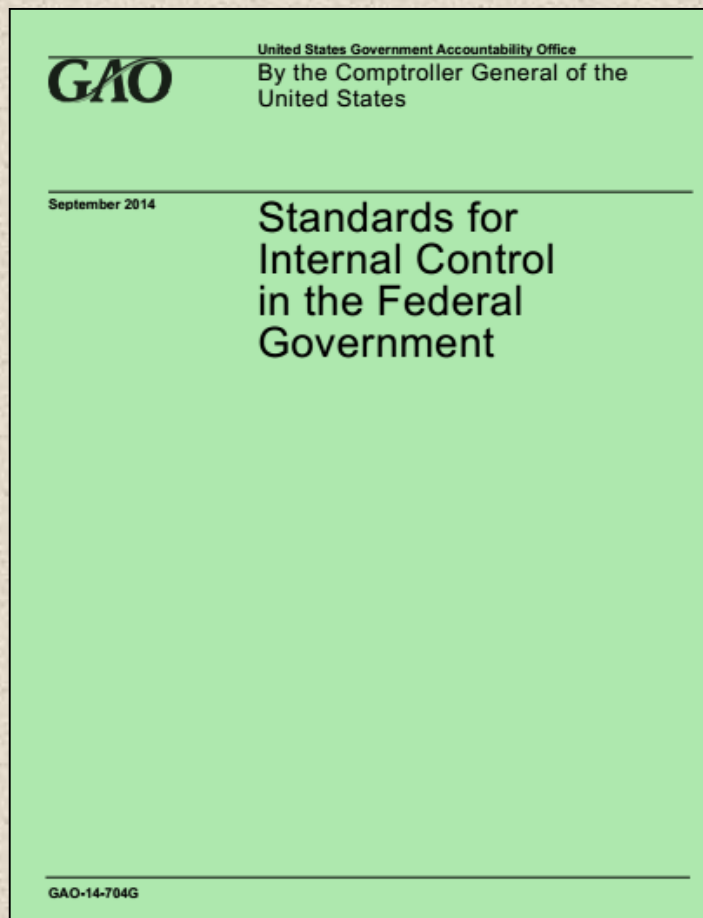 United States Government Accountability Office
GAO
By the Comptroller General of the
United States
September 2014
Standards for
Internal Control
in the Federal
Government
GAO-14-704G